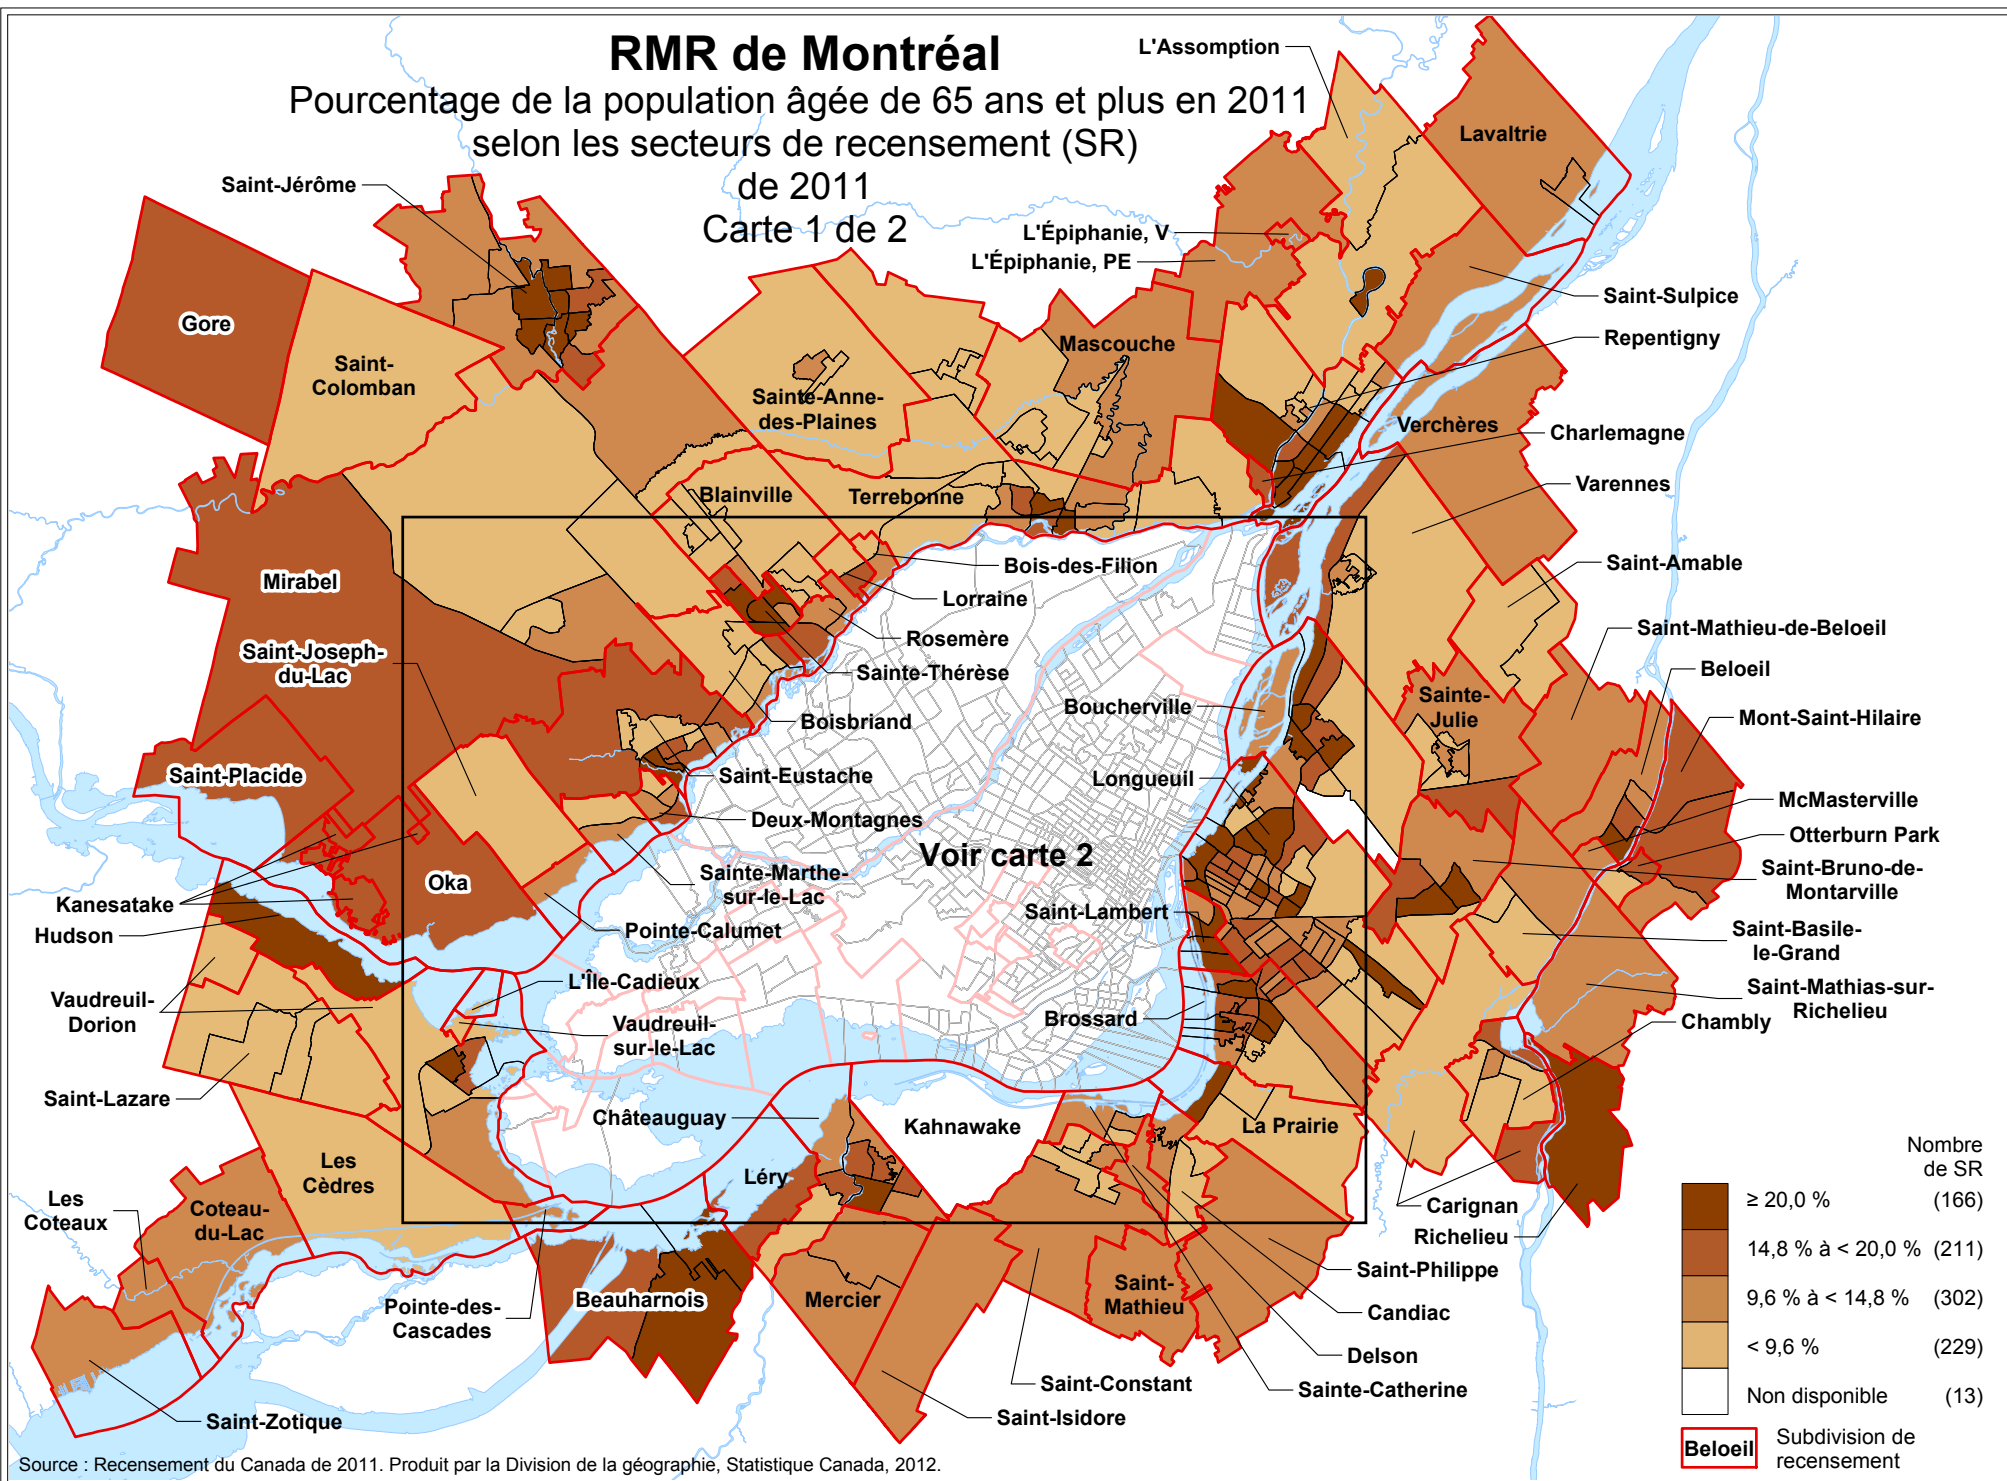 RMR de Montréal
Pourcentage de la population âgée de 65 ans et plus en 2011
selon les secteurs de recensement (SR)
de 2011
Carte 1 de 2
L'Assomption
Lavaltrie
Saint-Jérôme
L'Épiphanie, V
L'Épiphanie, PE
Saint-Sulpice
Gore
Repentigny
Saint-
Colomban
Mascouche
Sainte-Anne-
des-Plaines
Verchères
Charlemagne
Varennes
Blainville
Terrebonne
Mirabel
Bois-des-Filion
Saint-Amable
Lorraine
Rosemère
Saint-Mathieu-de-Beloeil
Saint-Joseph-
du-Lac
Sainte-Thérèse
Beloeil
Sainte-
Julie
Boucherville
Boisbriand
Mont-Saint-Hilaire
Saint-Placide
Saint-Eustache
Longueuil
McMasterville
Deux-Montagnes
Otterburn Park
Voir carte 2
Saint-Bruno-de-
Montarville
Oka
Sainte-Marthe-
sur-le-Lac
Kanesatake
Saint-Lambert
Hudson
Pointe-Calumet
Saint-Basile-
le-Grand
L'Île-Cadieux
Saint-Mathias-sur-
Richelieu
Vaudreuil-
Dorion
Vaudreuil-
sur-le-Lac
Brossard
Chambly
Saint-Lazare
Châteauguay
Kahnawake
La Prairie
Les
Cèdres
Léry
Les
Coteaux
Coteau-
du-Lac
Carignan
Richelieu
Saint-Philippe
Saint-
Mathieu
Pointe-des-
Cascades
Beauharnois
Mercier
Candiac
Delson
Saint-Constant
Sainte-Catherine
Saint-Isidore
Saint-Zotique
Nombre
de SR
≥ 20,0 % (166)
14,8 % à < 20,0 % (211)
9,6 % à < 14,8 % (302)
< 9,6 % (229)
Non disponible (13)
Beloeil Subdivision de
recensement
Source : Recensement du Canada de 2011. Produit par la Division de la géographie, Statistique Canada, 2012.